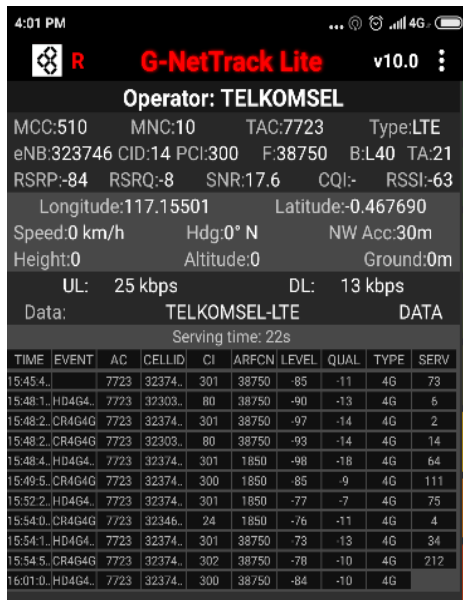 4:01 PM ... 4G
R G-NetTrack Lite v10.0
Operator: TELKOMSEL
MCC:510 MNC:10 TAC:7723 Type:LTE
eNB:323746 CID:14 PCI:300 F:38750 B:L40 TA:21
RSRP:-84 RSRQ:-8 SNR:17.6 CQI:- RSSI:-63
Longitude:117.15501 Latitude:-0.467690
Speed:0 km/h Hdg:0° N NW Acc:30m
Height:0 Altitude:0 Ground:0m
UL: 25 kbps DL: 13 kbps
Data: TELKOMSEL-LTE DATA
Serving time: 22s
TIME EVENT AC CELLID CI ARFCN LEVEL QUAL TYPE SERV
15:45:4.. 7723 32374.. 301 38750 -85 -11 4G 73
15:48:1.. HD4G4.. 7723 32303.. 80 38750 -90 -13 4G 6
15:48:2.. CR4G4G 7723 32374.. 301 38750 -97 -14 4G 2
15:48:2.. CR4G4G 7723 32303.. 80 38750 -93 -14 4G 14
15:48:4.. HD4G4.. 7723 32374.. 301 1850 -98 -18 4G 64
15:49:5.. CR4G4G 7723 32374.. 300 1850 -85 -9 4G 111
15:52:2.. HD4G4.. 7723 32374.. 301 1850 -77 -7 4G 75
15:54:0.. CR4G4G 7723 32346.. 24 1850 -76 -11 4G 4
15:54:1.. HD4G4.. 7723 32374.. 301 38750 -73 -13 4G 34
15:54:5.. CR4G4G 7723 32374.. 302 38750 -78 -10 4G 212
16:01:0.. HD4G4.. 7723 32374.. 300 38750 -84 -10 4G